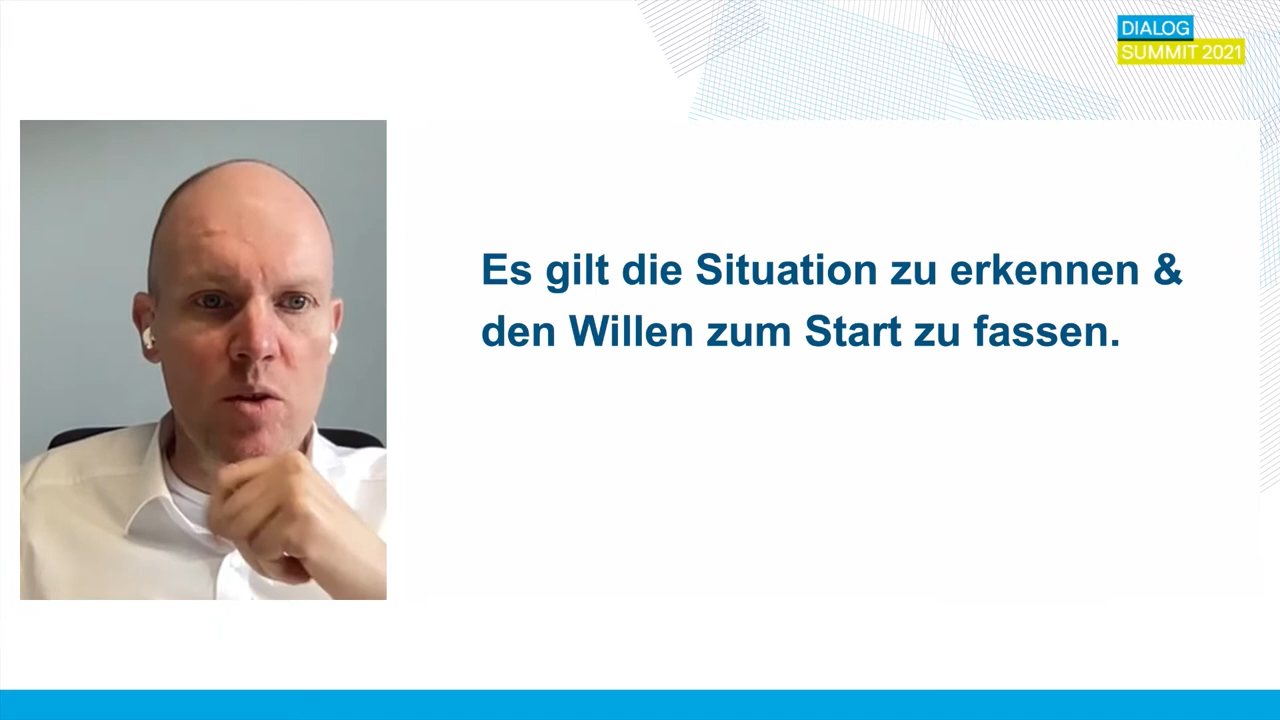 DIALOG
SUMMIT 2021
Es gilt die Situation zu erkennen &
den Willen zum Start zu fassen.